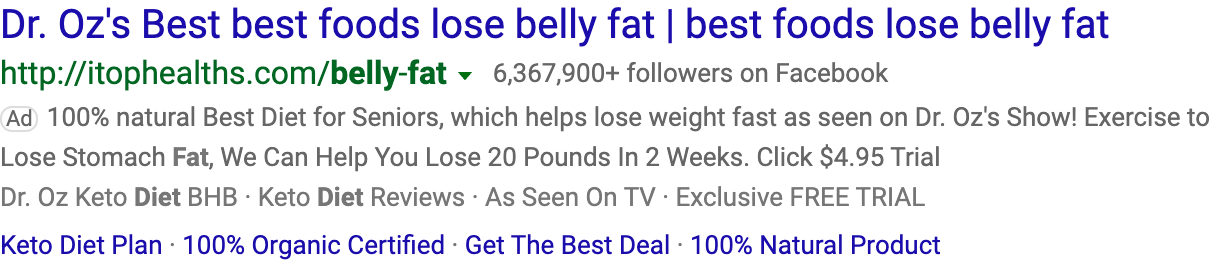 Dr. Oz's Best best foods lose belly fat | best foods lose belly fat
http://itophealths.com/belly-fat 6,367,900+ followers on Facebook
Ad 100% natural Best Diet for Seniors, which helps lose weight fast as seen on Dr. Oz's Show! Exercise to
Lose Stomach Fat, We Can Help You Lose 20 Pounds In 2 Weeks. Click $4.95 Trial
Dr. Oz Keto Diet BHB · Keto Diet Reviews · As Seen On TV · Exclusive FREE TRIAL
Keto Diet Plan · 100% Organic Certified · Get The Best Deal · 100% Natural Product